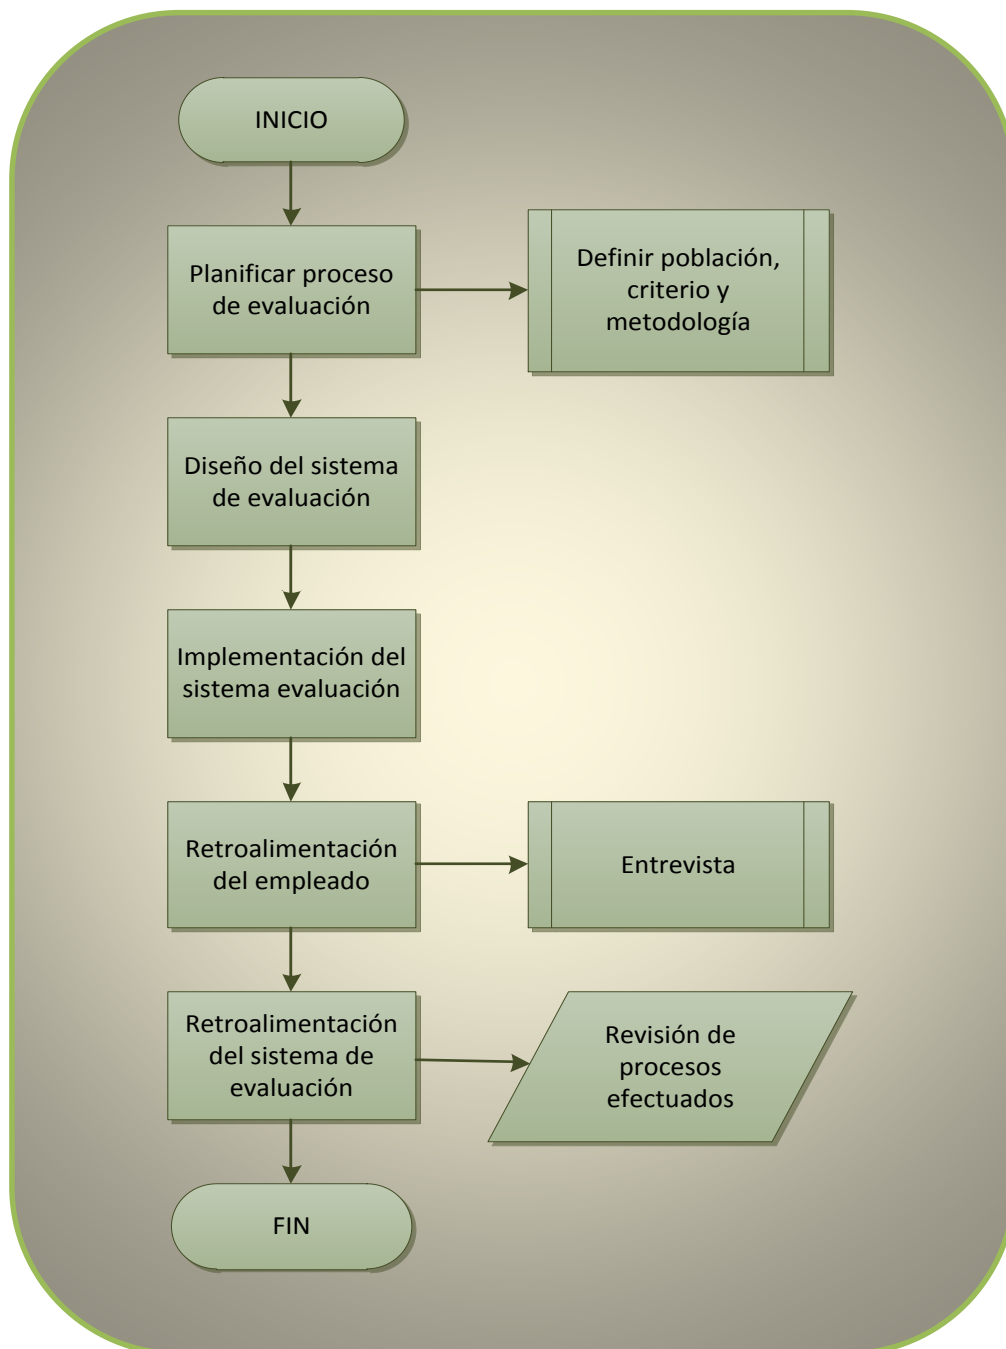 INICIO
Planificar proceso
de evaluación
Definir población,
criterio y
metodología
Diseño del sistema
de evaluación
Implementación del
sistema evaluación
Retroalimentación
del empleado
Entrevista
Retroalimentación
del sistema de
evaluación
Revisión de
procesos
efectuados
FIN